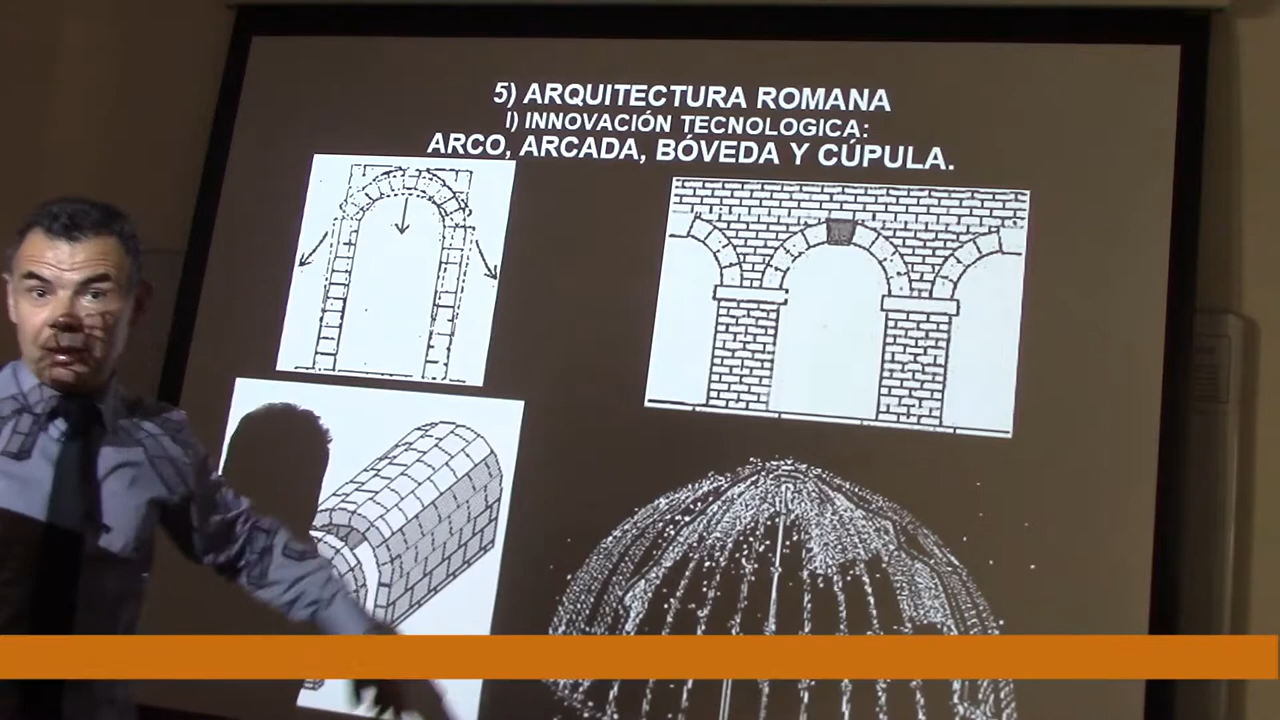 5) ARQUITECTURA ROMANA
I) INNOVACIÓN TECNOLOGICA:
ARCO, ARCADA, BÓVEDA Y CÚPULA.